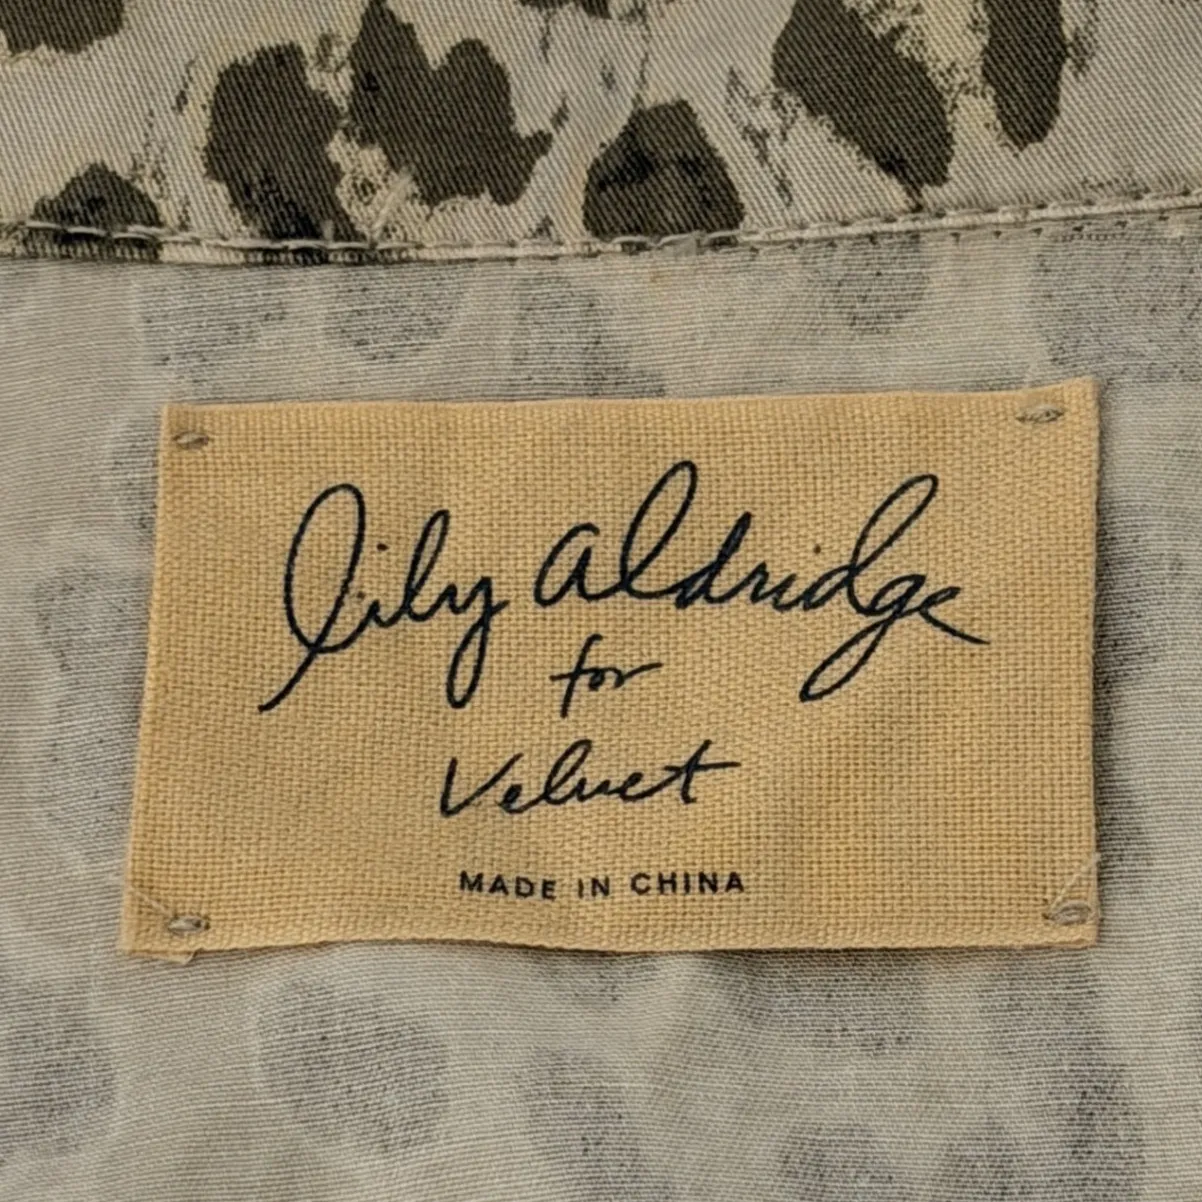 lily aldridge
for
Velvet
MADE IN CHINA